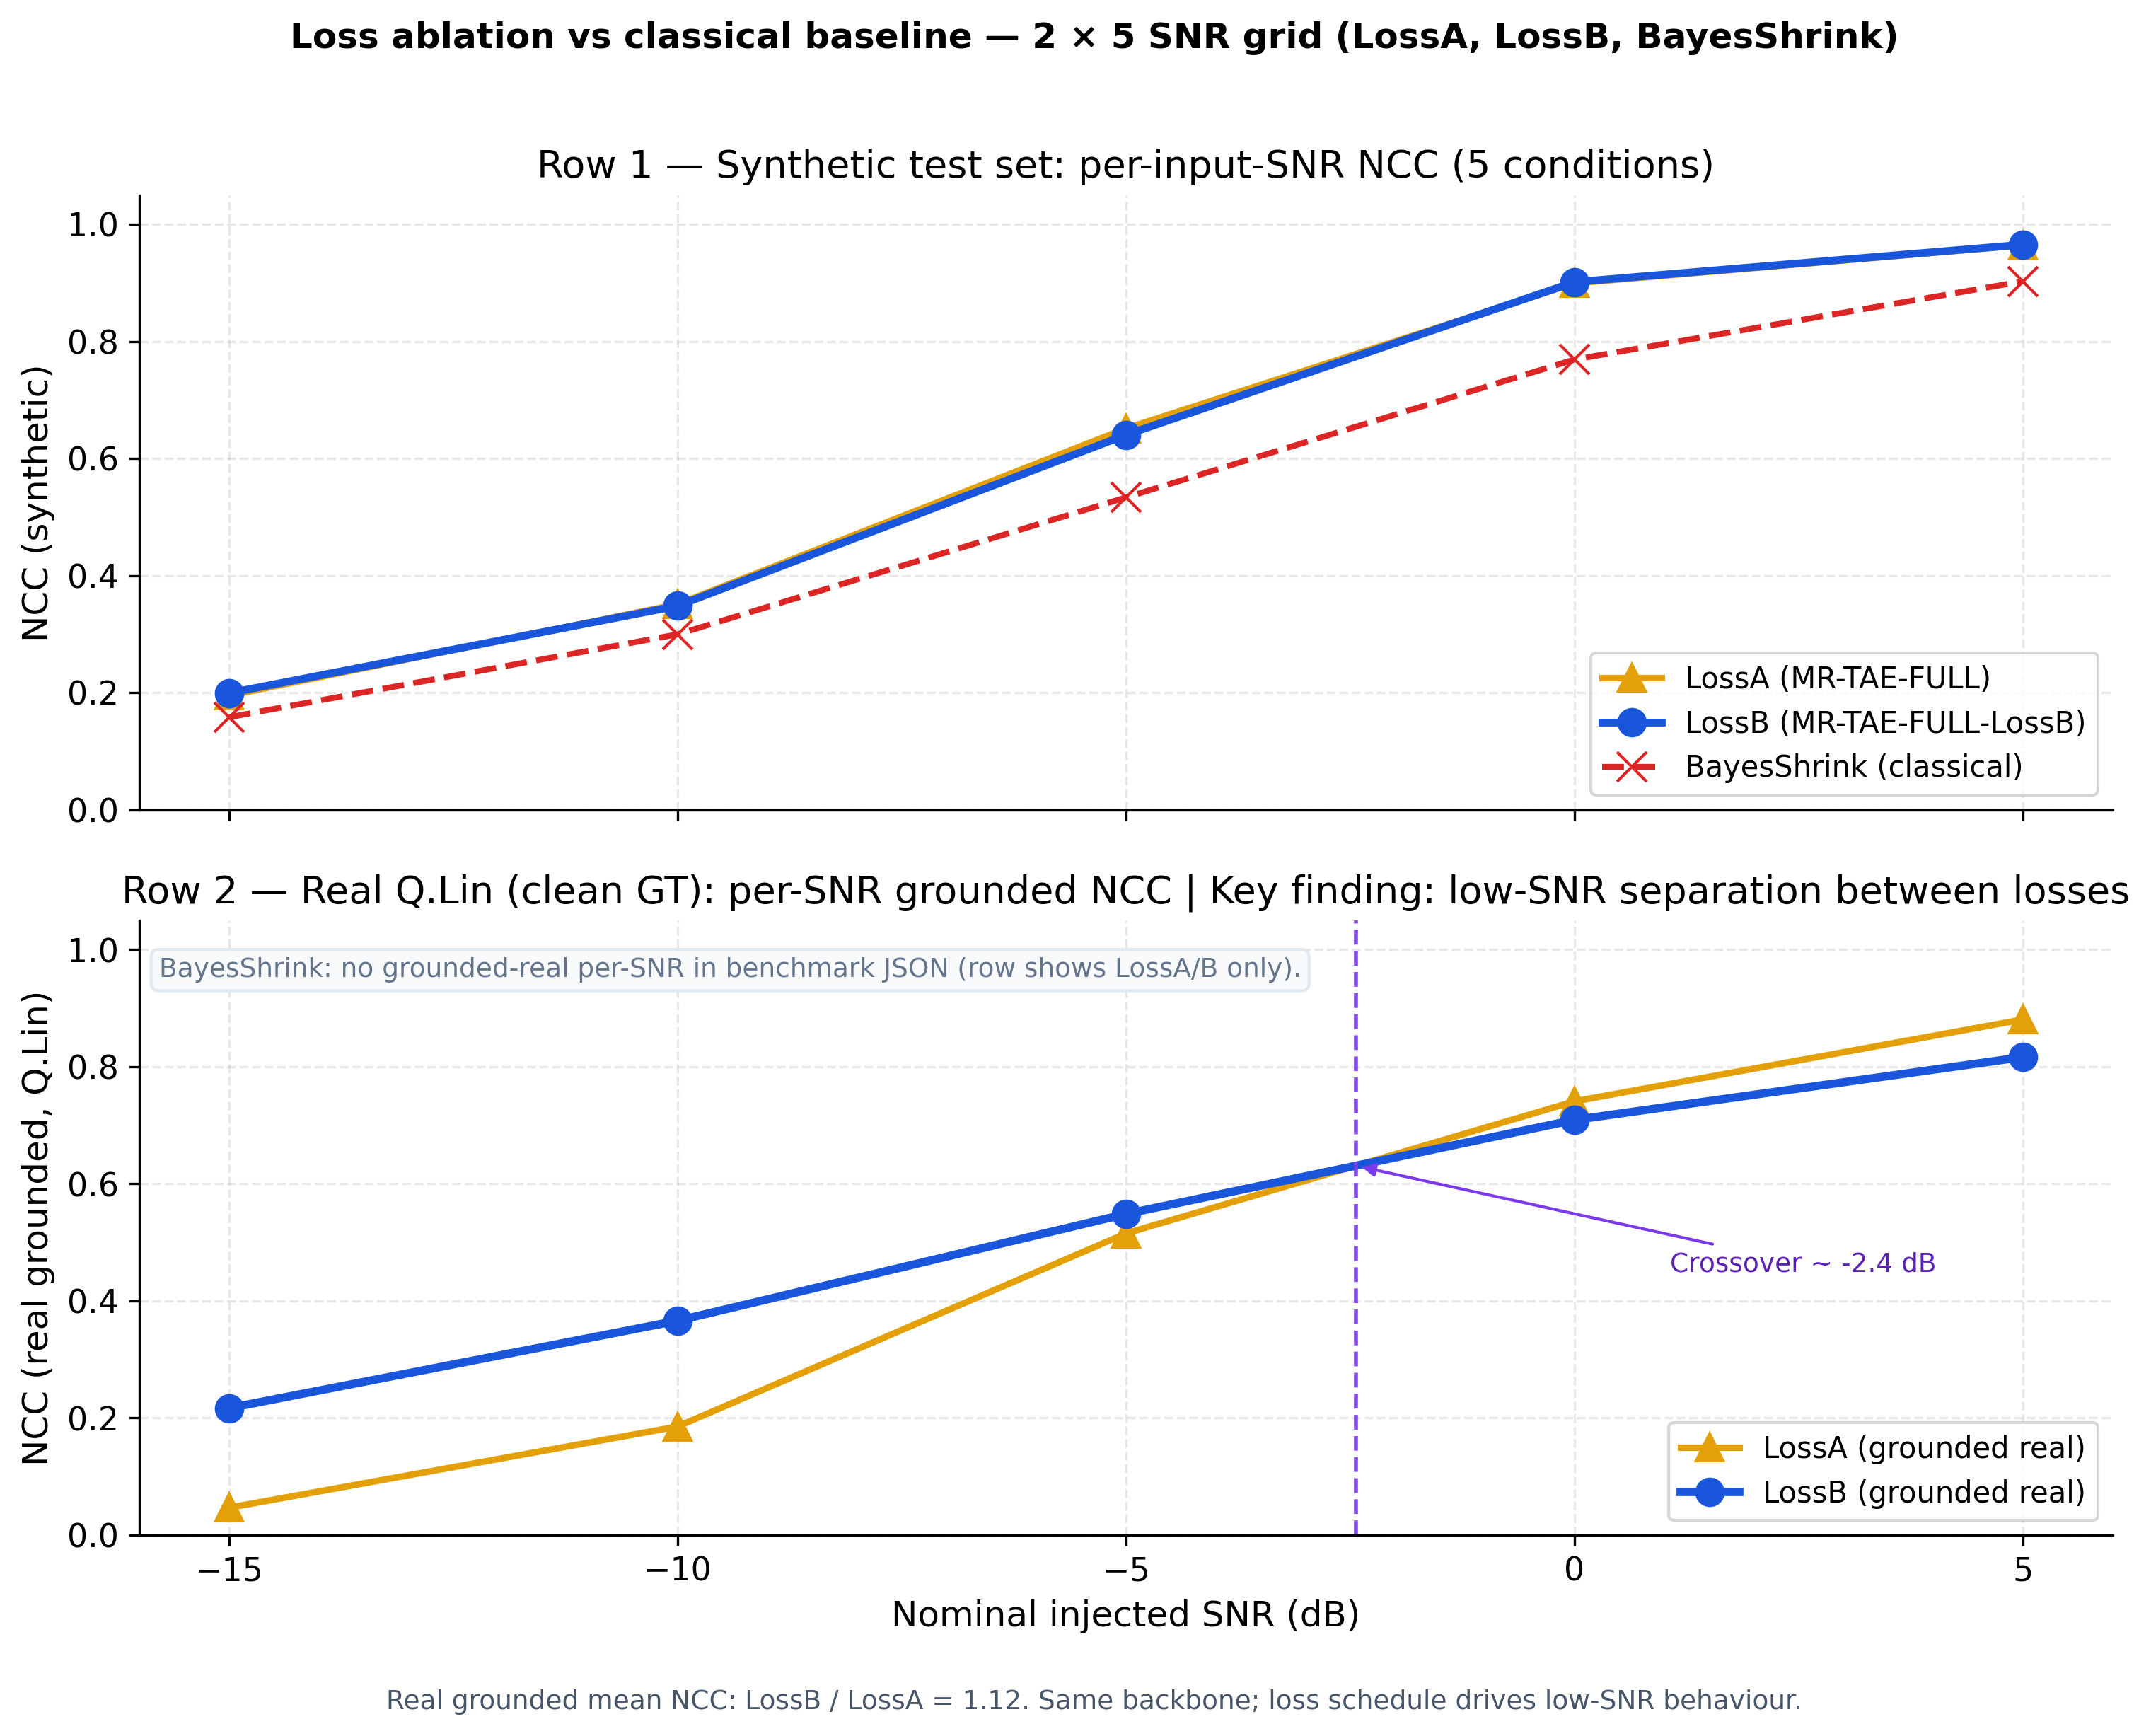 Loss ablation vs classical baseline — 2 × 5 SNR grid (LossA, LossB, BayesShrink)
Row 1 — Synthetic test set: per-input-SNR NCC (5 conditions)
NCC (synthetic)
1.0
0.8
0.6
0.4
0.2
0.0
LossA (MR-TAE-FULL)
LossB (MR-TAE-FULL-LossB)
BayesShrink (classical)
Row 2 — Real Q.Lin (clean GT): per-SNR grounded NCC | Key finding: low-SNR separation between losses
NCC (real grounded, Q.Lin)
1.0
0.8
0.6
0.4
0.2
0.0
BayesShrink: no grounded-real per-SNR in benchmark JSON (row shows LossA/B only).
Crossover ~ -2.4 dB
LossA (grounded real)
LossB (grounded real)
−15 −10 −5 0 5
Nominal injected SNR (dB)
Real grounded mean NCC: LossB / LossA = 1.12. Same backbone; loss schedule drives low-SNR behaviour.